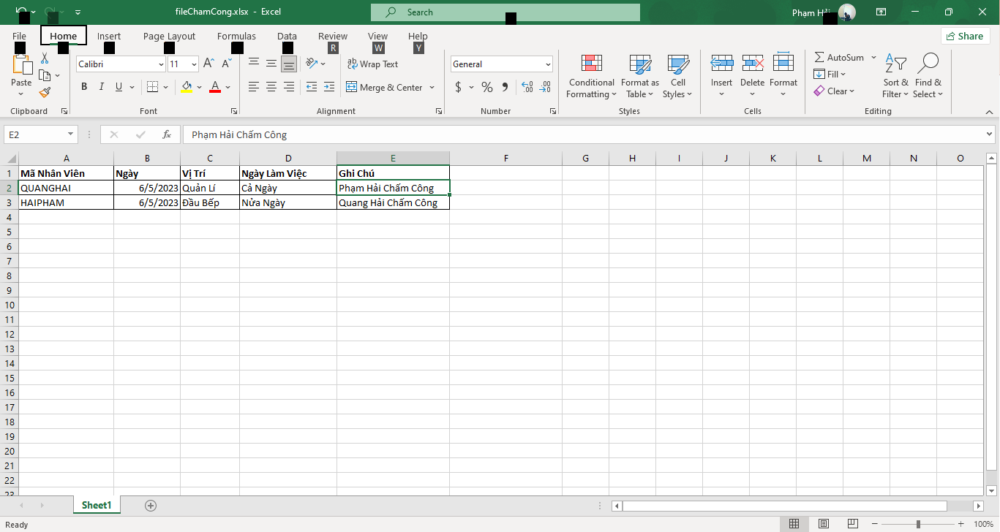 fileChamCong.xlsx - Excel
Search
Phạm Hải
File Home Insert Page Layout Formulas Data Review View Help
Share
R W Y
Paste
Calibri 11
B I U
Wrap Text
Merge & Center
General
$ % 9
Conditional Formatting
Format as Table
Cell Styles
Insert
Delete
Format
AutoSum
Fill
Clear
Sort & Filter
Find & Select
Clipboard Font Alignment Number Styles Cells Editing
E2 fx Phạm Hải Chấm Công
A B C D E F G H I J K L M N O
1 Mã Nhân Viên Ngày Vị Trí Ngày Làm Việc Ghi Chú
2 QUANGHAI 6/5/2023 Quản Lí Cả Ngày Phạm Hải Chấm Công
3 HAIPHAM 6/5/2023 Đầu Bếp Nửa Ngày Quang Hải Chấm Công
4
5
6
7
8
9
10
11
12
13
14
15
16
17
18
19
20
21
22
23
Sheet1
Ready
100%